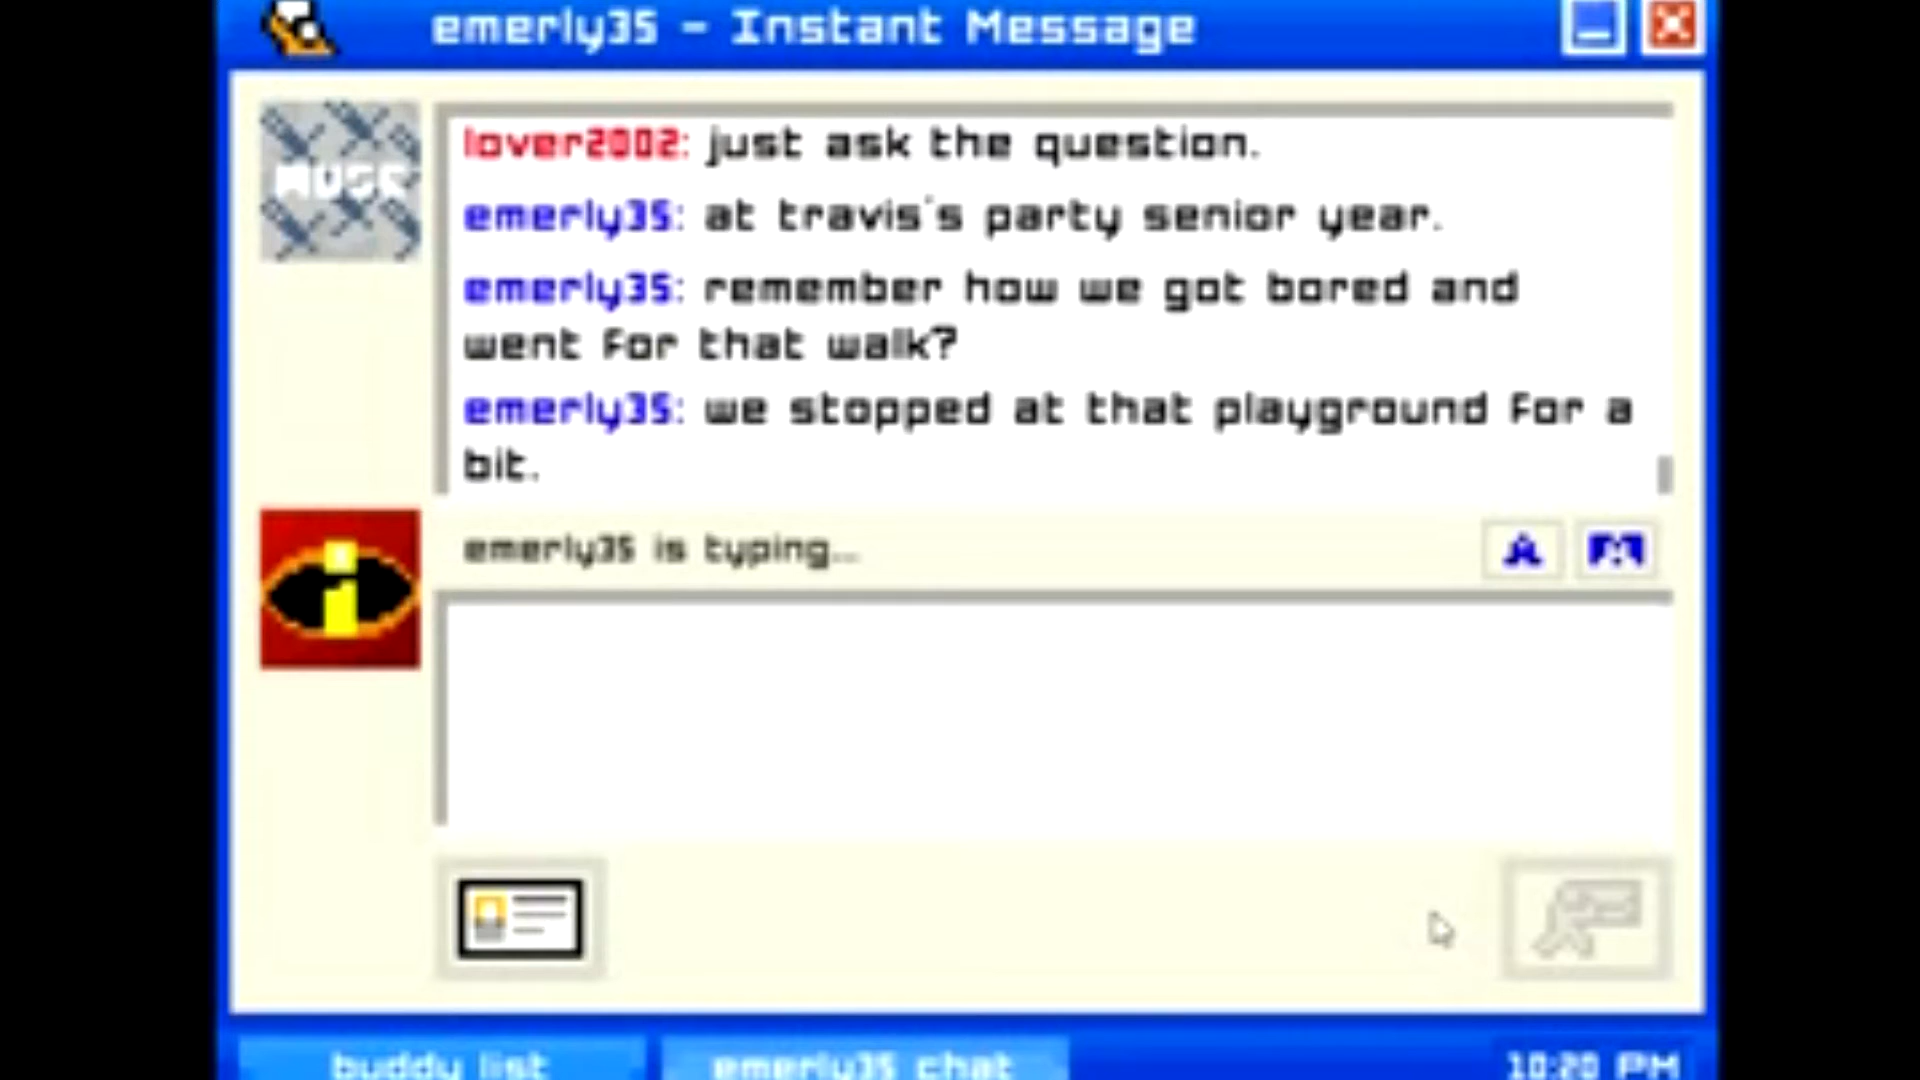 emerly35 - Instant Message
lover2002: just ask the question.
emerly35: at travis's party senior year.
emerly35: remember how we got bored and
went for that walk?
emerly35: we stopped at that playground for a
bit.
emerly35 is typing...
A
A
buddy list
emerly35 chat
10:20 PM